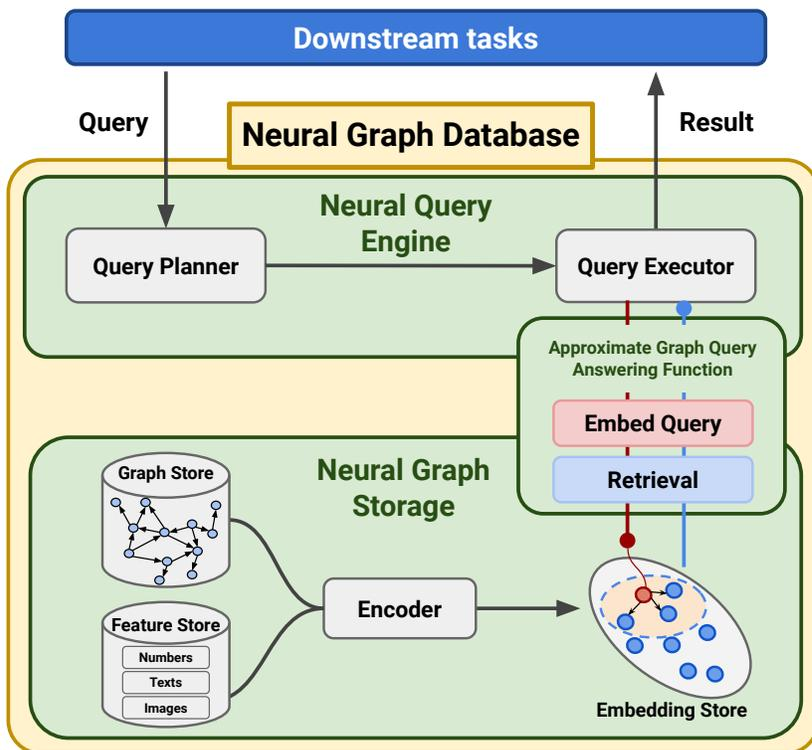 Downstream tasks
Query
Result
Neural Graph Database
Neural Query
Engine
Query Planner
Query Executor
Approximate Graph Query
Answering Function
Embed Query
Retrieval
Neural Graph
Storage
Graph Store
Feature Store
Numbers
Texts
Images
Encoder
Embedding Store